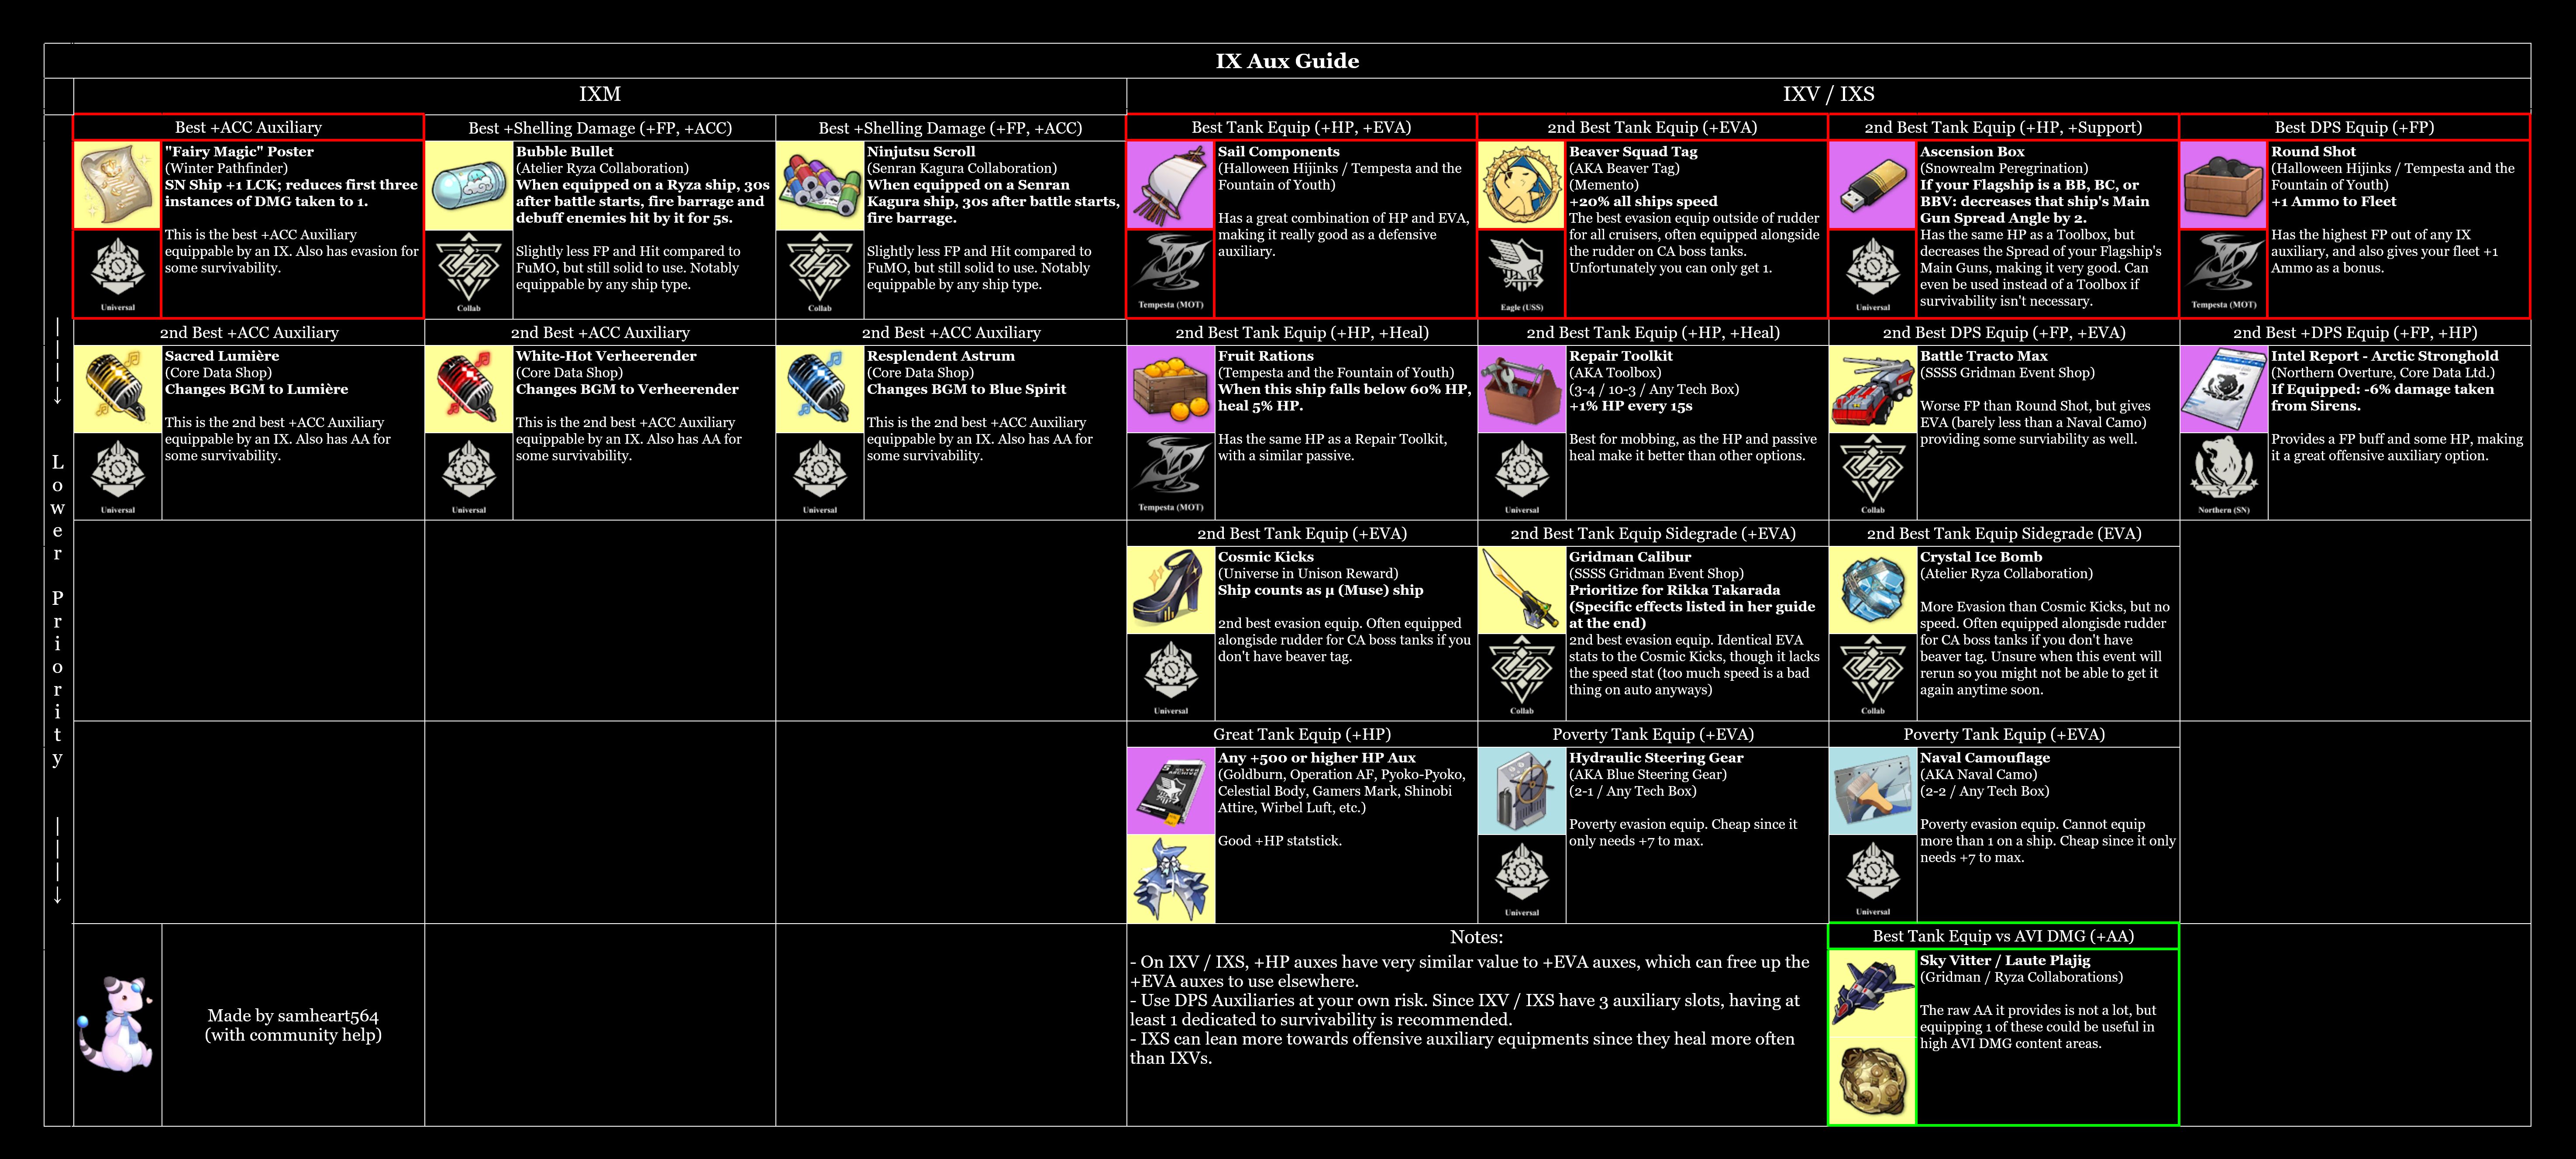 IX Aux Guide
IXM
IXV / IXS
Best +ACC Auxiliary
"Fairy Magic" Poster
(Winter Pathfinder)
SN Ship +1 LCK; reduces first three
instances of DMG taken to 1.
This is the best +ACC Auxiliary
equippable by an IX. Also has evasion for
some survivability.
Universal
Best +Shelling Damage (+FP, +ACC)
Bubble Bullet
(Atelier Ryza Collaboration)
When equipped on a Ryza ship, 30s
after battle starts, fire barrage and
debuff enemies hit by it for 5s.
Slightly less FP and Hit compared to
FuMO, but still solid to use. Notably
equippable by any ship type.
Collab
Best +Shelling Damage (+FP, +ACC)
Ninjutsu Scroll
(Senran Kagura Collaboration)
When equipped on a Senran
Kagura ship, 30s after battle starts,
fire barrage.
Slightly less FP and Hit compared to
FuMO, but still solid to use. Notably
equippable by any ship type.
Collab
Best Tank Equip (+HP, +EVA)
Sail Components
(Halloween Hijinks / Tempesta and the
Fountain of Youth)
Has a great combination of HP and EVA,
making it really good as a defensive
auxiliary.
Tempesta (MOT)
2nd Best Tank Equip (+EVA)
Beaver Squad Tag
(AKA Beaver Tag)
(Memento)
+20% all ships speed
The best evasion equip outside of rudder
for all cruisers, often equipped alongside
the rudder on CA boss tanks.
Unfortunately you can only get 1.
Eagle (USS)
2nd Best Tank Equip (+HP, +Support)
Ascension Box
(Snowrealm Peregrination)
If your Flagship is a BB, BC, or
BBV: decreases that ship's Main
Gun Spread Angle by 2.
Has the same HP as a Toolbox, but
decreases the Spread of your Flagship's
Main Guns, making it very good. Can
even be used instead of a Toolbox if
survivability isn't necessary.
Universal
Best DPS Equip (+FP)
Round Shot
(Halloween Hijinks / Tempesta and the
Fountain of Youth)
+1 Ammo to Fleet
Has the highest FP out of any IX
auxiliary, and also gives your fleet +1
Ammo as a bonus.
Tempesta (MOT)
2nd Best +ACC Auxiliary
Sacred Lumière
(Core Data Shop)
Changes BGM to Lumière
This is the 2nd best +ACC Auxiliary
equippable by an IX. Also has AA for
some survivability.
Universal
2nd Best +ACC Auxiliary
White-Hot Verheerender
(Core Data Shop)
Changes BGM to Verheerender
This is the 2nd best +ACC Auxiliary
equippable by an IX. Also has AA for
some survivability.
Universal
2nd Best +ACC Auxiliary
Resplendent Astrum
(Core Data Shop)
Changes BGM to Blue Spirit
This is the 2nd best +ACC Auxiliary
equippable by an IX. Also has AA for
some survivability.
Universal
2nd Best Tank Equip (+HP, +Heal)
Fruit Rations
(Tempesta and the Fountain of Youth)
When this ship falls below 60% HP,
heal 5% HP.
Has the same HP as a Repair Toolkit,
with a similar passive.
Tempesta (MOT)
2nd Best Tank Equip (+HP, +Heal)
Repair Toolkit
(AKA Toolbox)
(3-4 / 10-3 / Any Tech Box)
+1% HP every 15s
Best for mobbing, as the HP and passive
heal make it better than other options.
Universal
2nd Best DPS Equip (+FP, +EVA)
Battle Tracto Max
(SSSS Gridman Event Shop)
Worse FP than Round Shot, but gives
EVA (barely less than a Naval Camo)
providing some surviability as well.
Collab
2nd Best +DPS Equip (+FP, +HP)
Intel Report - Arctic Stronghold
(Northern Overture, Core Data Ltd.)
If Equipped: -6% damage taken
from Sirens.
Provides a FP buff and some HP, making
it a great offensive auxiliary option.
Northern (SN)
2nd Best Tank Equip (+EVA)
Cosmic Kicks
(Universe in Unison Reward)
Ship counts as μ (Muse) ship
2nd best evasion equip. Often equipped
alongisde rudder for CA boss tanks if you
don't have beaver tag.
Universal
2nd Best Tank Equip Sidegrade (+EVA)
Gridman Calibur
(SSSS Gridman Event Shop)
Prioritize for Rikka Takarada
(Specific effects listed in her guide
at the end)
2nd best evasion equip. Identical EVA
stats to the Cosmic Kicks, though it lacks
the speed stat (too much speed is a bad
thing on auto anyways)
Collab
2nd Best Tank Equip Sidegrade (EVA)
Crystal Ice Bomb
(Atelier Ryza Collaboration)
More Evasion than Cosmic Kicks, but no
speed. Often equipped alongisde rudder
for CA boss tanks if you don't have
beaver tag. Unsure when this event will
rerun so you might not be able to get it
again anytime soon.
Collab
Great Tank Equip (+HP)
Any +500 or higher HP Aux
(Goldburn, Operation AF, Pyoko-Pyoko,
Celestial Body, Gamers Mark, Shinobi
Attire, Wirbel Luft, etc.)
Good +HP statstick.
Poverty Tank Equip (+EVA)
Hydraulic Steering Gear
(AKA Blue Steering Gear)
(2-1 / Any Tech Box)
Poverty evasion equip. Cheap since it
only needs +7 to max.
Universal
Poverty Tank Equip (+EVA)
Naval Camouflage
(AKA Naval Camo)
(2-2 / Any Tech Box)
Poverty evasion equip. Cannot equip
more than 1 on a ship. Cheap since it only
needs +7 to max.
Universal
Lower Priority
Made by samheart564
(with community help)
Notes:
- On IXV / IXS, +HP auxes have very similar value to +EVA auxes, which can free up the
+EVA auxes to use elsewhere.
- Use DPS Auxiliaries at your own risk. Since IXV / IXS have 3 auxiliary slots, having at
least 1 dedicated to survivability is recommended.
- IXS can lean more towards offensive auxiliary equipments since they heal more often
than IXVs.
Best Tank Equip vs AVI DMG (+AA)
Sky Vitter / Laute Plajig
(Gridman / Ryza Collaborations)
The raw AA it provides is not a lot, but
equipping 1 of these could be useful in
high AVI DMG content areas.